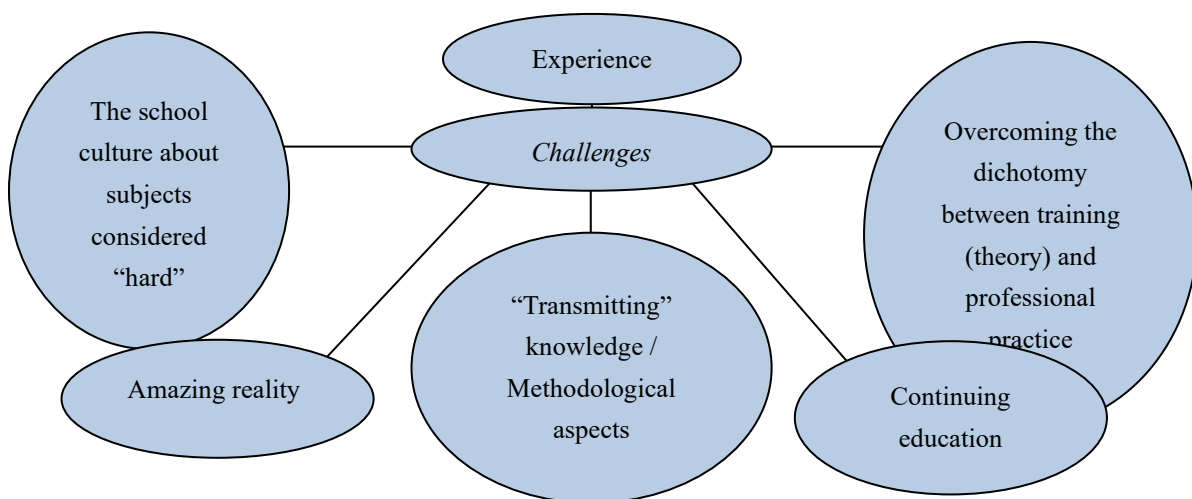 Experience
Challenges
The school
culture about
subjects
considered
“hard”
Overcoming the
dichotomy
between training
(theory) and
professional
practice
“Transmitting”
knowledge /
Methodological
aspects
Amazing reality
Continuing
education